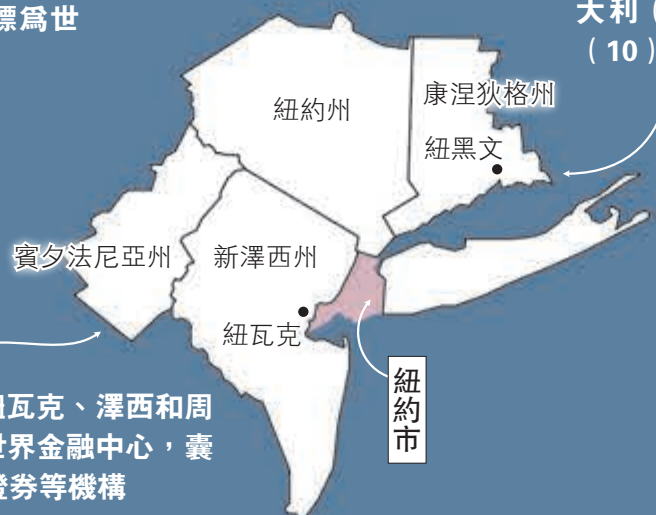 標爲世
大利（
（10）
紐約州
康涅狄格州
紐黑文
賓夕法尼亞州
新澤西州
紐瓦克
紐約市
瓦克、澤西和周
世界金融中心，囊
證券等機構